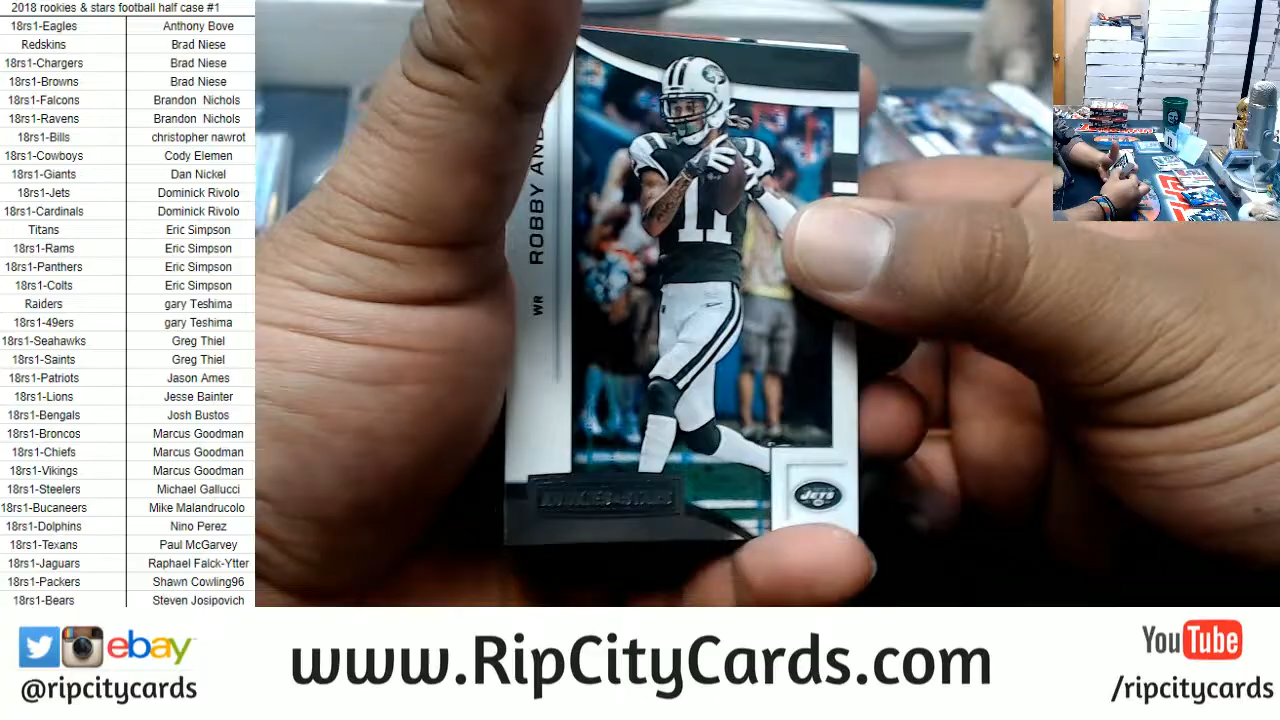 2018 rookies & stars football half case #1
18rs1-Eagles Anthony Bove
Redskins Brad Niese
18rs1-Chargers Brad Niese
18rs1-Browns Brad Niese
18rs1-Falcons Brandon Nichols
18rs1-Ravens Brandon Nichols
18rs1-Bills christopher nawrot
18rs1-Cowboys Cody Elemen
18rs1-Giants Dan Nickel
18rs1-Jets Dominick Rivolo
18rs1-Cardinals Dominick Rivolo
Titans Eric Simpson
18rs1-Rams Eric Simpson
18rs1-Panthers Eric Simpson
18rs1-Colts Eric Simpson
Raiders gary Teshima
18rs1-49ers gary Teshima
18rs1-Seahawks Greg Thiel
18rs1-Saints Greg Thiel
18rs1-Patriots Jason Ames
18rs1-Lions Jesse Bainter
18rs1-Bengals Josh Bustos
18rs1-Broncos Marcus Goodman
18rs1-Chiefs Marcus Goodman
18rs1-Vikings Marcus Goodman
18rs1-Steelers Michael Gallucci
18rs1-Bucaneers Mike Malandrucolo
18rs1-Dolphins Nino Perez
18rs1-Texans Paul McGarvey
18rs1-Jaguars Raphael Falck-Ytter
18rs1-Packers Shawn Cowling96
18rs1-Bears Steven Josipovich
WR ROBBY AND
11
JETS
ebay
@ripcitycards
www.RipCityCards.com
YouTube
/ripcitycards